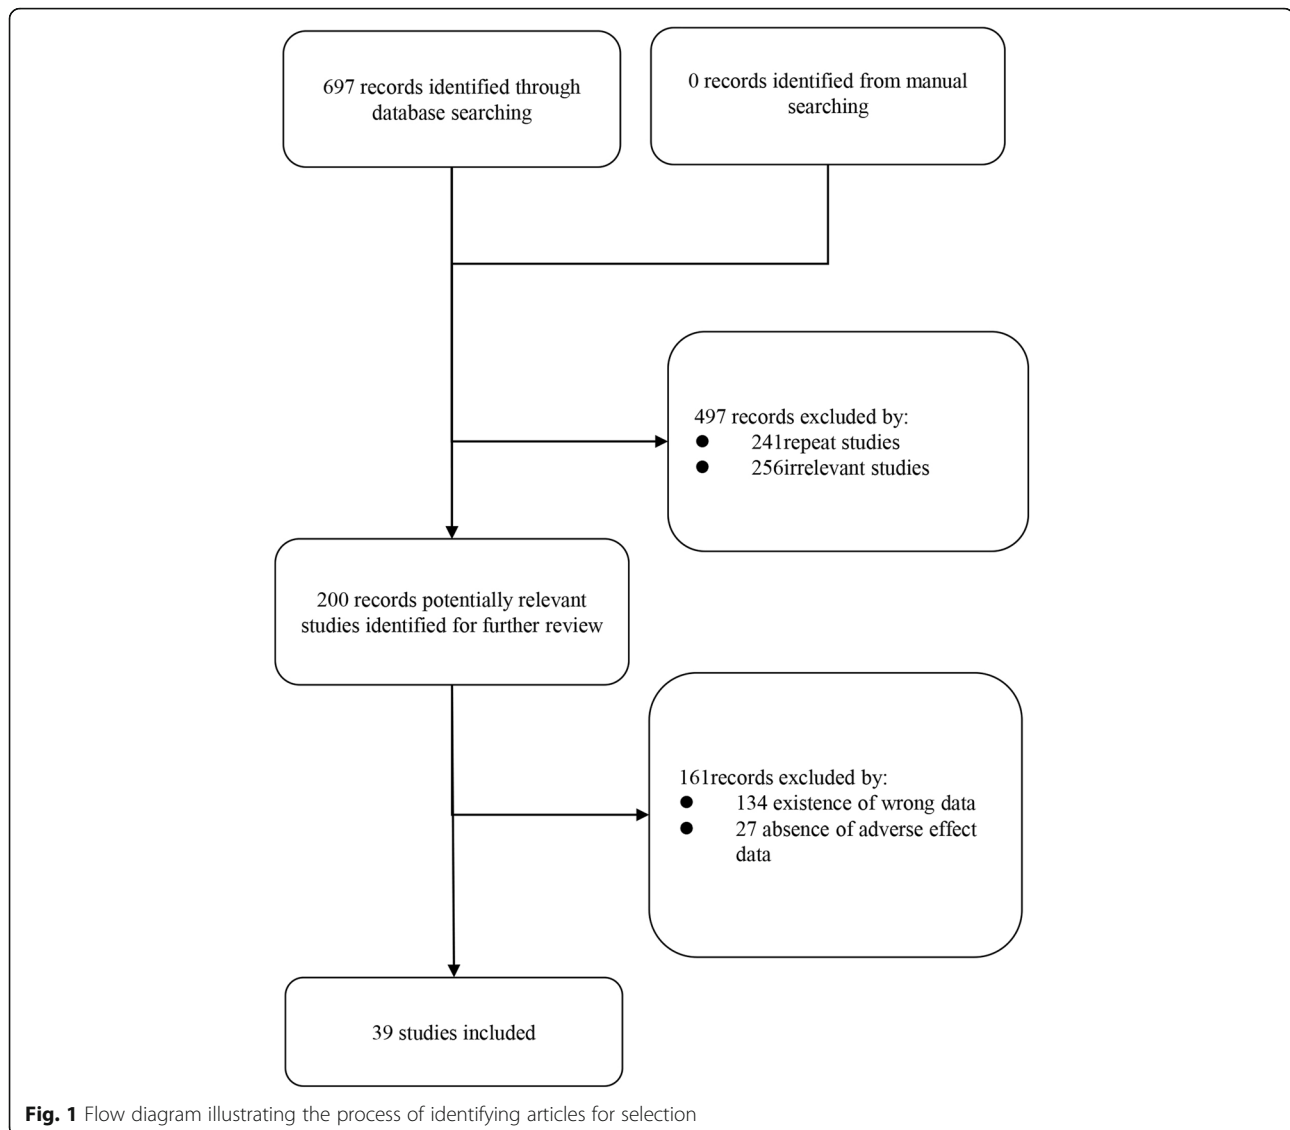 697 records identified through
database searching
0 records identified from manual
searching
497 records excluded by:
● 241repeat studies
● 256irrelevant studies
200 records potentially relevant
studies identified for further review
161records excluded by:
● 134 existence of wrong data
● 27 absence of adverse effect
data
39 studies included
Fig. 1 Flow diagram illustrating the process of identifying articles for selection